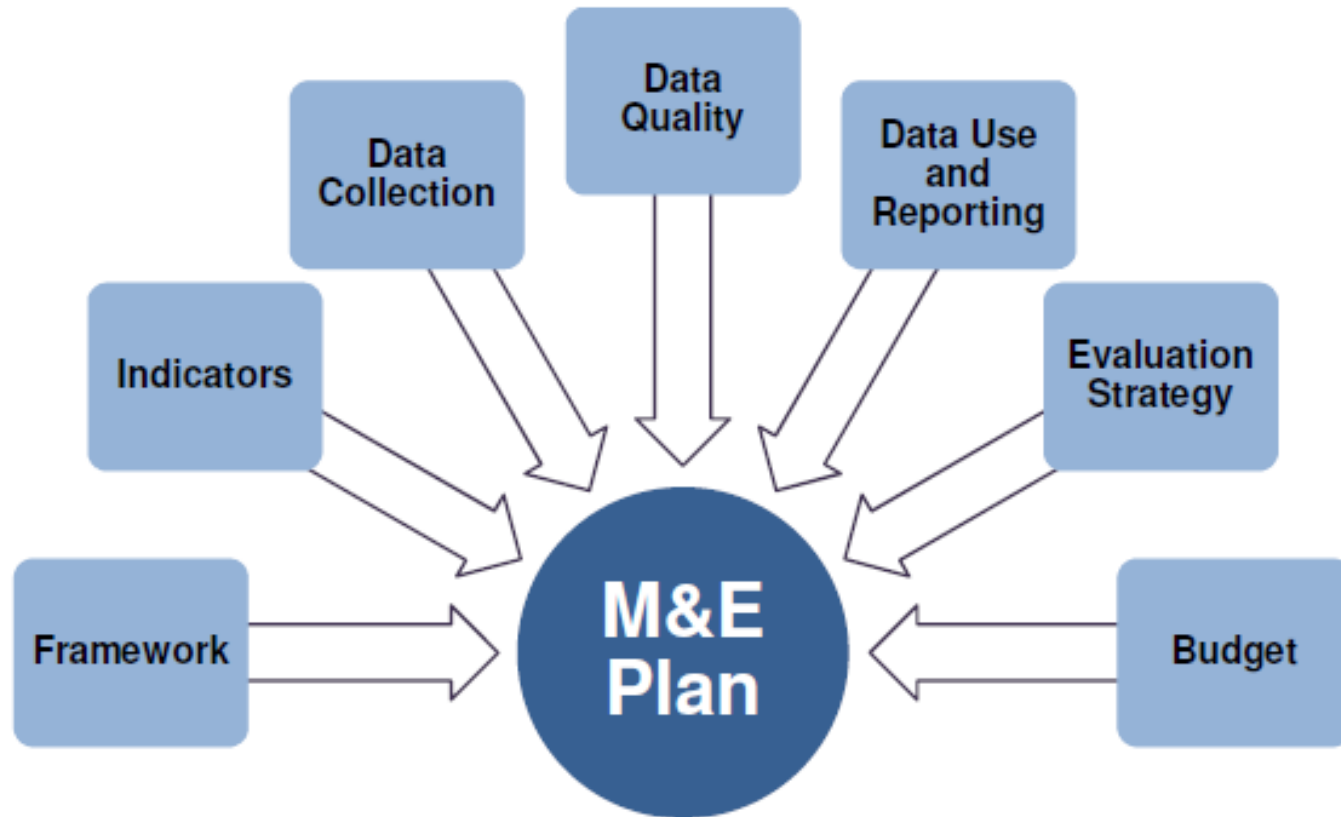 Data
Quality
Data
Collection
Data Use
and
Reporting
Indicators
Evaluation
Strategy
Framework
M&E
Plan
Budget